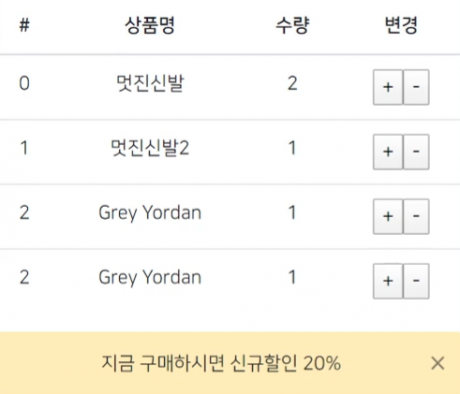 # 상품명 수량 변경
0 멋진신발 2 + -
1 멋진신발2 1 + -
2 Grey Yordan 1 + -
2 Grey Yordan 1 + -
지금 구매하시면 신규할인 20% ×